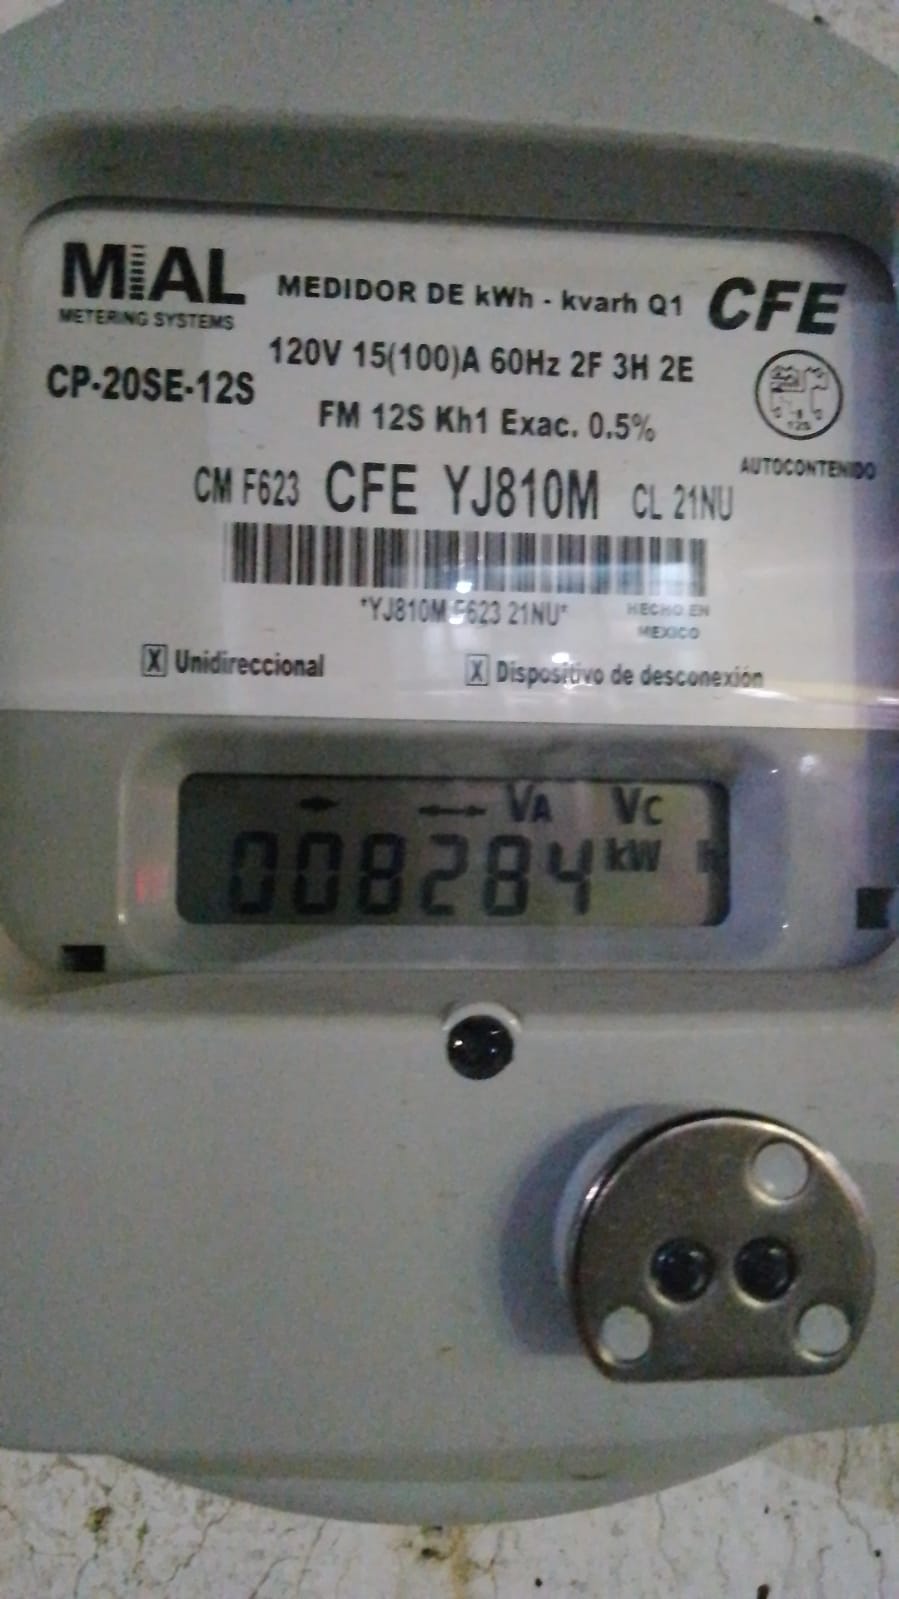 MIAL
METERING SYSTEMS
MEDIDOR DE kWh - kvarh Q1
CFE
120V 15(100)A 60Hz 2F 3H 2E
CP-20SE-12S
FM 12S Kh1 Exac. 0.5%
12S
AUTOCONTENIDO
CM F623 CFE YJ810M CL 21NU
*YJ810M F623 21NU*
HECHO EN
MEXICO
X Unidireccional
X Dispositivo de desconexión
VA VC
008284 kW